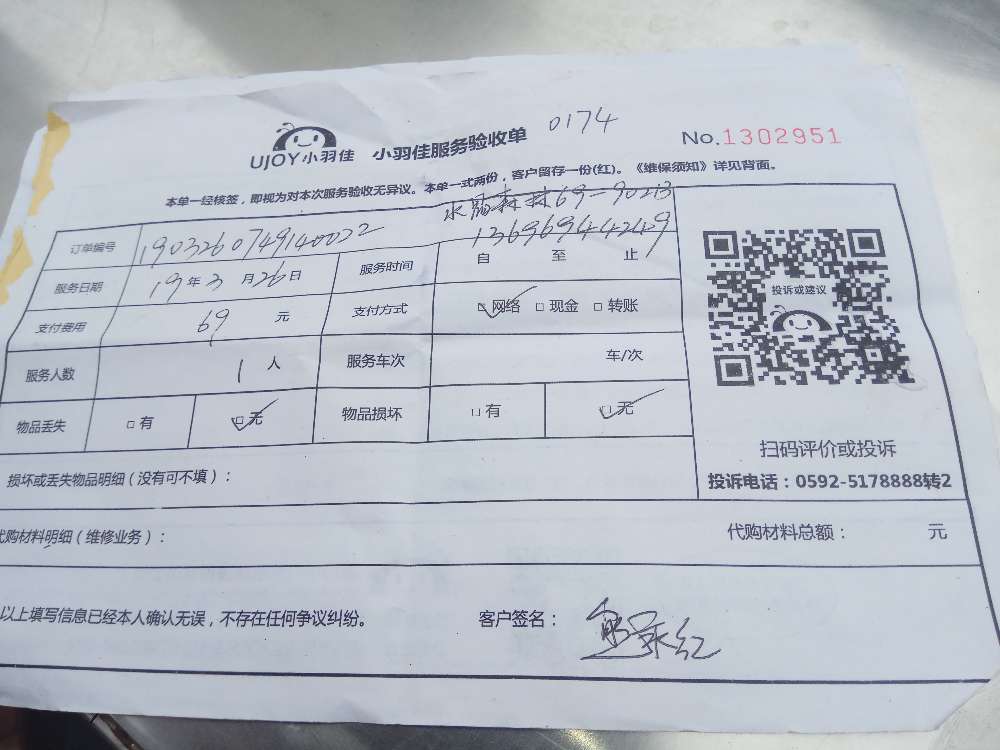 UJOY小羽佳 小羽佳服务验收单 0174 No.1302951
本单一经核签，即视为对本次服务验收无异议。本单一式两份，客户留存一份(红)。《维保须知》详见背面。
水晶森林69-90213
13696944249
订单编号 1903260749140022
服务日期 19年3月26日 服务时间 自 至 止
支付费用 69 元 支付方式 ☑网络 □现金 □转账
服务人数 1 人 服务车次 车/次
物品丢失 □有 ☑无 物品损坏 □有 ☑无
损坏或丢失物品明细（没有可不填）：
投诉或建议
扫码评价或投诉
投诉电话：0592-5178888转2
代购材料明细（维修业务）： 代购材料总额： 元
以上填写信息已经本人确认无误，不存在任何争议纠纷。 客户签名：